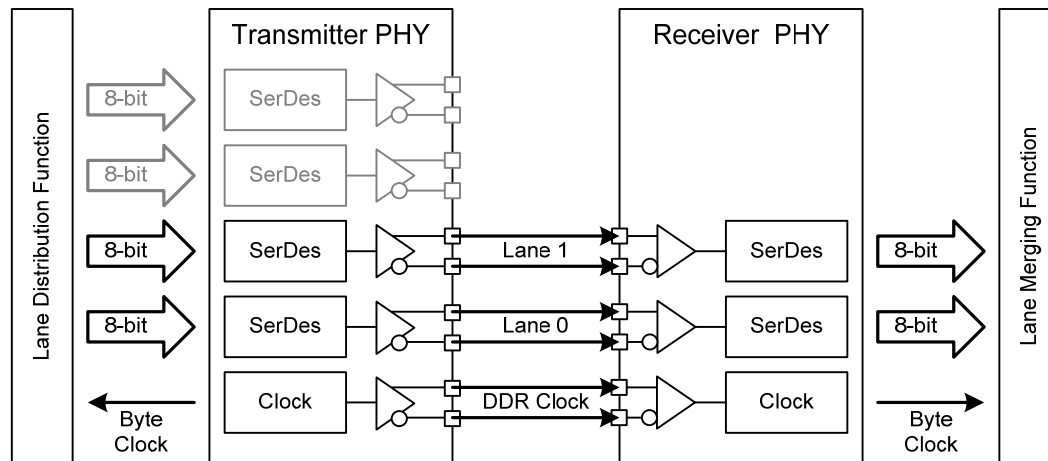 Lane Distribution Function
Transmitter PHY
Receiver PHY
Lane Merging Function
8-bit
SerDes
8-bit
SerDes
8-bit
SerDes
Lane 1
SerDes
8-bit
8-bit
SerDes
Lane 0
SerDes
8-bit
Byte
Clock
Clock
DDR Clock
Clock
Byte
Clock